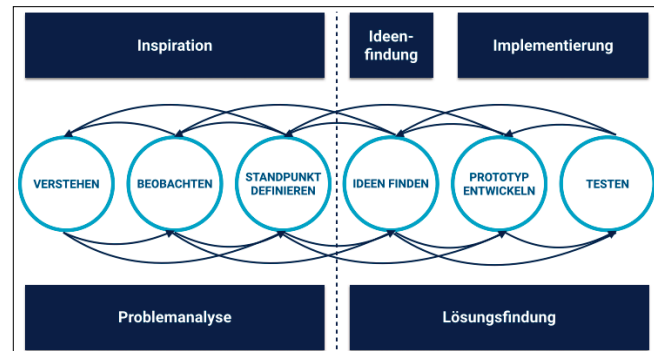 Inspiration
Ideen-
findung
Implementierung
VERSTEHEN
BEOBACHTEN
STANDPUNKT
DEFINIEREN
IDEEN FINDEN
PROTOTYP
ENTWICKELN
TESTEN
Problemanalyse
Lösungsfindung